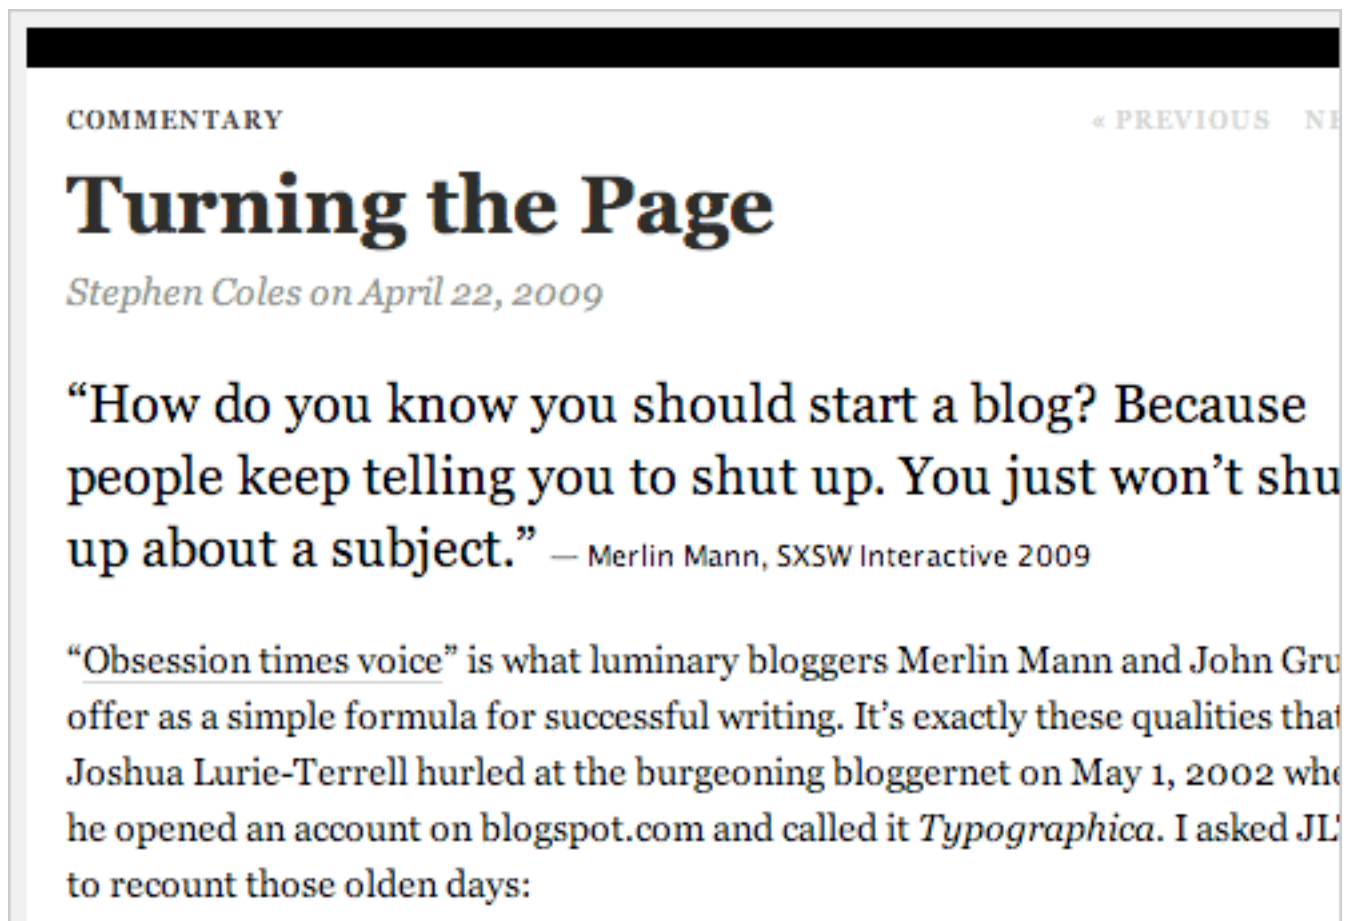 COMMENTARY
« PREVIOUS
Turning the Page
Stephen Coles on April 22, 2009
“How do you know you should start a blog? Because
people keep telling you to shut up. You just won’t
up about a subject.” — Merlin Mann, SXSW Interactive 2009
“Obsession times voice” is what luminary bloggers Merlin Mann and John
offer as a simple formula for successful writing. It’s exactly these qualities that
Joshua Lurie-Terrell hurled at the burgeoning bloggernet on May 1, 2002
he opened an account on blogspot.com and called it Typographica. I asked
to recount those olden days: